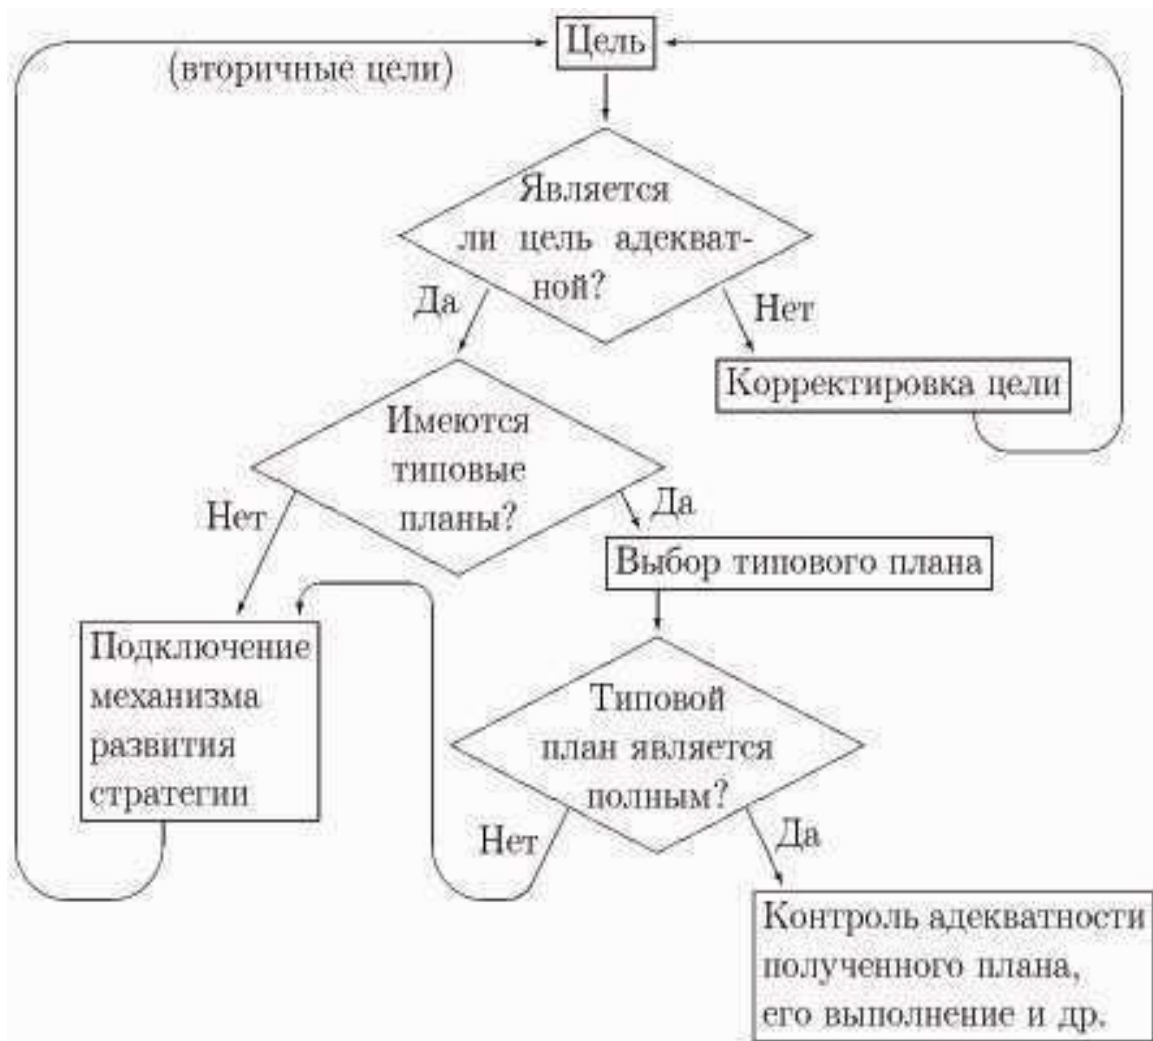 Цель
(вторичные цели)
Является
ли цель адекват-
ной?
Да
Нет
Корректировка цели
Имеются
типовые
планы?
Нет
Да
Выбор типового плана
Подключение
механизма
развития
стратегии
Типовой
план является
полным?
Нет
Да
Контроль адекватности
полученного плана,
его выполнение и др.